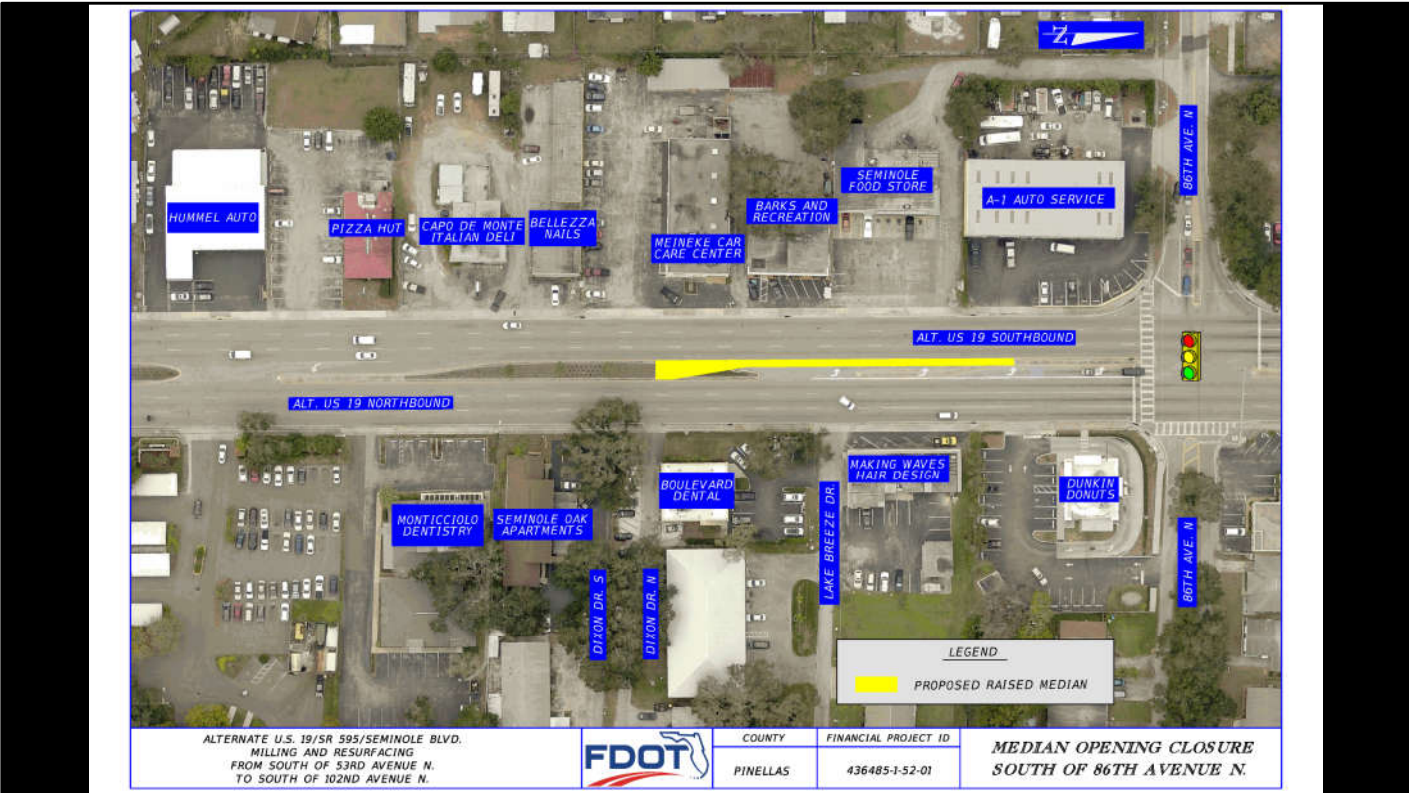 N
86TH AVE. N
SEMINOLE
FOOD STORE
A-1 AUTO SERVICE
HUMMEL AUTO
PIZZA HUT
CAPO DE MONTE
ITALIAN DELI
BELLEZZA
NAILS
BARKS AND
RECREATION
MEINEKE CAR
CARE CENTER
ALT. US 19 SOUTHBOUND
ALT. US 19 NORTHBOUND
MONTICCIOLO
DENTISTRY
SEMINOLE OAK
APARTMENTS
BOULEVARD
DENTAL
MAKING WAVES
HAIR DESIGN
DUNKIN
DONUTS
DIXON DR. S
DIXON DR. N
LAKE BREEZE DR.
86TH AVE. N
LEGEND
PROPOSED RAISED MEDIAN
ALTERNATE U.S. 19/SR 595/SEMINOLE BLVD.
MILLING AND RESURFACING
FROM SOUTH OF 53RD AVENUE N.
TO SOUTH OF 102ND AVENUE N.
FDOT
COUNTY
PINELLAS
FINANCIAL PROJECT ID
436485-1-52-01
MEDIAN OPENING CLOSURE
SOUTH OF 86TH AVENUE N.